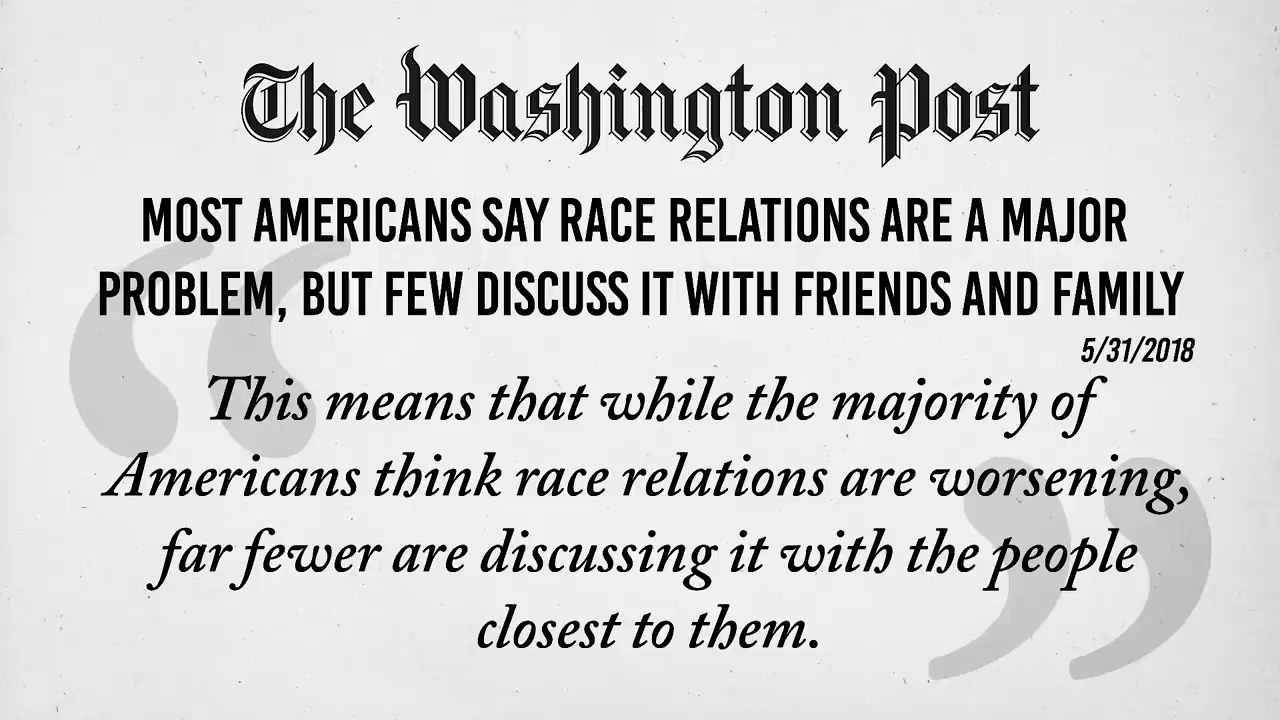 The Washington Post
MOST AMERICANS SAY RACE RELATIONS ARE A MAJOR
PROBLEM, BUT FEW DISCUSS IT WITH FRIENDS AND FAMILY
5/31/2018
This means that while the majority of
Americans think race relations are worsening,
far fewer are discussing it with the people
closest to them.